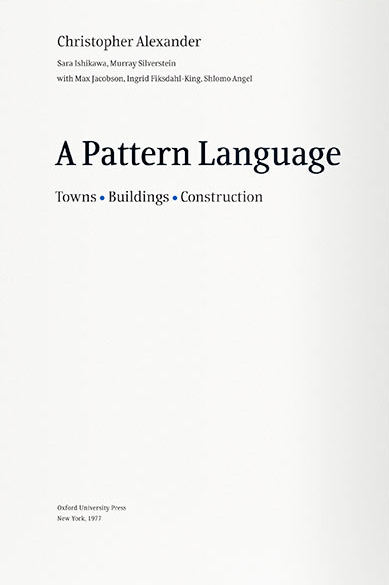 Christopher Alexander
Sara Ishikawa, Murray Silverstein
with Max Jacobson, Ingrid Fiksdahl-King, Shlomo Angel
A Pattern Language
Towns • Buildings • Construction
Oxford University Press
New York, 1977